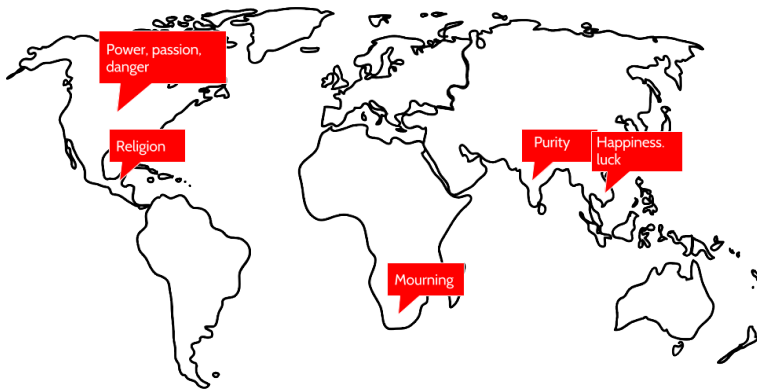 Power, passion,
danger
Religion
Purity
Happiness.
luck
Mourning